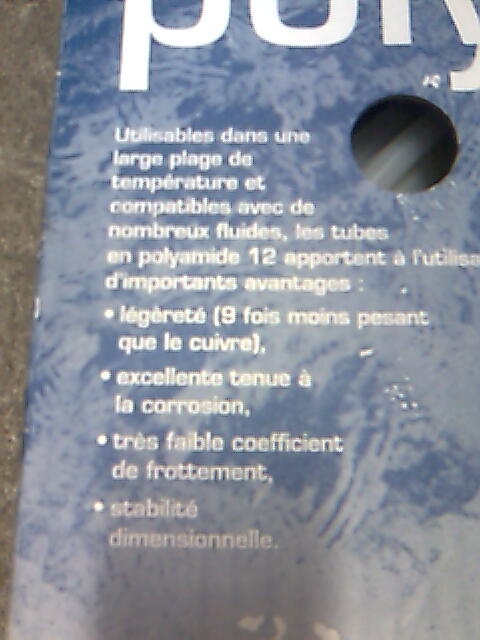 poly
Utilisables dans une
large plage de
température et
compatibles avec de
nombreux fluides, les tubes
en polyamide 12 apportent à l'utilisa
d'importants avantages :
• légèreté (9 fois moins pesant
que le cuivre),
• excellente tenue à
la corrosion,
• très faible coefficient
de frottement,
• stabilité
dimensionnelle.